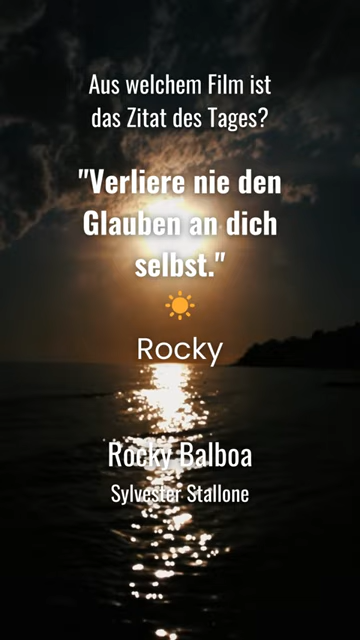 Aus welchem Film ist
das Zitat des Tages?
"Verliere nie den
Glauben an dich
selbst."
Rocky
Rocky Balboa
Sylvester Stallone